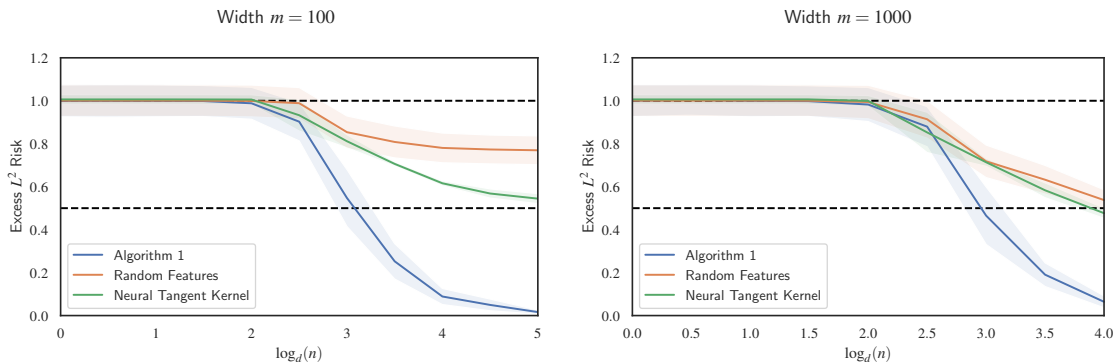 Width m = 100
Excess L² Risk
1.2
1.0
0.8
0.6
0.4
0.2
0.0
Algorithm 1
Random Features
Neural Tangent Kernel
0 1 2 3 4 5
log_d(n)
Width m = 1000
Excess L² Risk
1.2
1.0
0.8
0.6
0.4
0.2
0.0
Algorithm 1
Random Features
Neural Tangent Kernel
0.0 0.5 1.0 1.5 2.0 2.5 3.0 3.5 4.0
log_d(n)